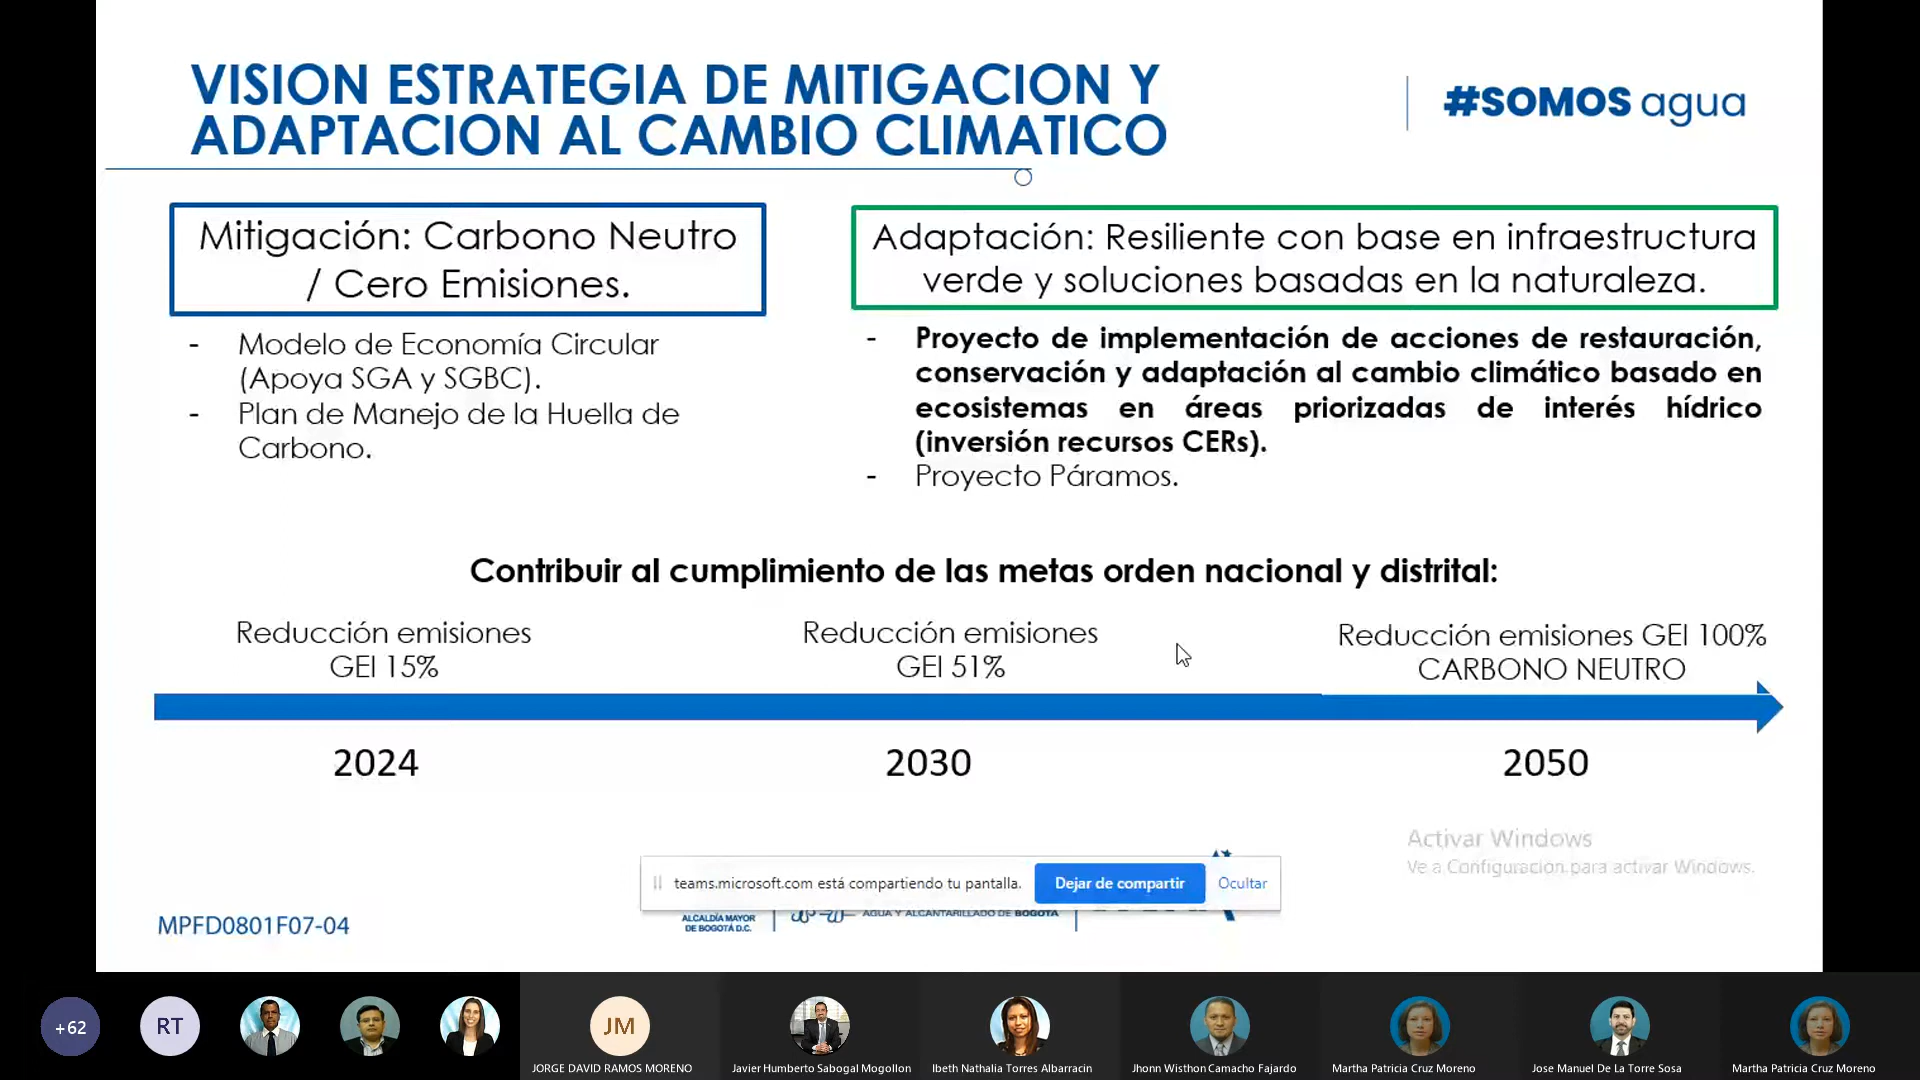 VISION ESTRATEGIA DE MITIGACION Y
ADAPTACION AL CAMBIO CLIMATICO
#SOMOS agua
Mitigación: Carbono Neutro
/ Cero Emisiones.
- Modelo de Economía Circular
(Apoya SGA y SGBC).
- Plan de Manejo de la Huella de
Carbono.
Adaptación: Resiliente con base en infraestructura
verde y soluciones basadas en la naturaleza.
- Proyecto de implementación de acciones de restauración,
conservación y adaptación al cambio climático basado en
ecosistemas en áreas priorizadas de interés hídrico
(inversión recursos CERs).
- Proyecto Páramos.
Contribuir al cumplimiento de las metas orden nacional y distrital:
Reducción emisiones
GEI 15%
Reducción emisiones
GEI 51%
Reducción emisiones GEI 100%
CARBONO NEUTRO
2024
2030
2050
Activar Windows
Ve a Configuración para activar Windows.
teams.microsoft.com está compartiendo tu pantalla.
Dejar de compartir
Ocultar
MPFD0801F07-04
ALCALDÍA MAYOR
DE BOGOTÁ D.C.
AGUA Y ALCANTARILLADO DE BOGOTÁ
+62
RT
JM
JORGE DAVID RAMOS MORENO
Javier Humberto Sabogal Mogollon
Ibeth Nathalia Torres Albarracin
Jhonn Wisthon Camacho Fajardo
Martha Patricia Cruz Moreno
Jose Manuel De La Torre Sosa
Martha Patricia Cruz Moreno